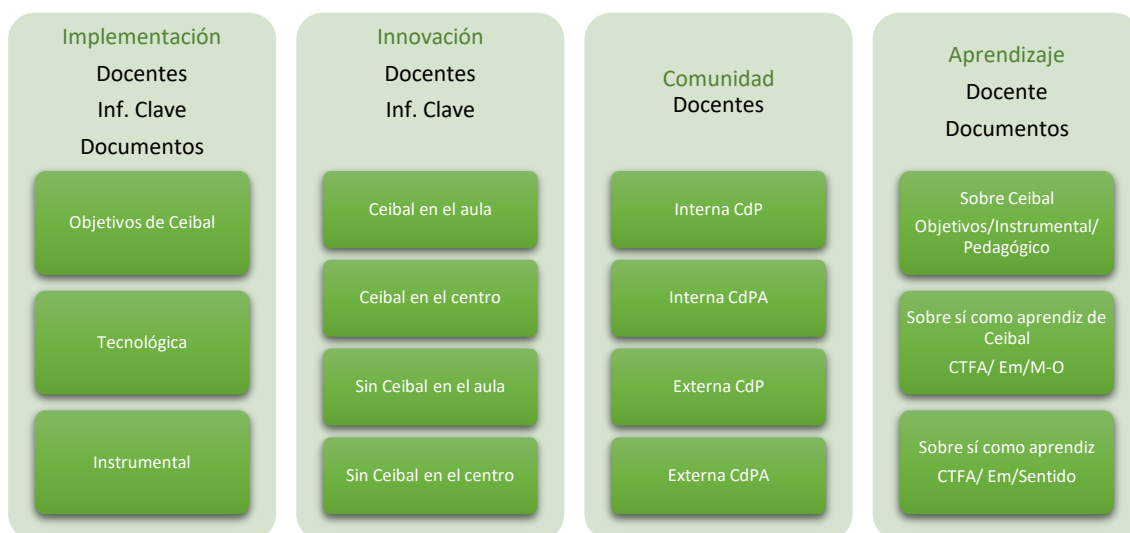 Implementación
Docentes
Inf. Clave
Documentos
Objetivos de Ceibal
Tecnológica
Instrumental
Innovación
Docentes
Inf. Clave
Ceibal en el aula
Ceibal en el centro
Sin Ceibal en el aula
Sin Ceibal en el centro
Comunidad
Docentes
Interna CdP
Interna CdPA
Externa CdP
Externa CdPA
Aprendizaje
Docente
Documentos
Sobre Ceibal
Objetivos/Instrumental/
Pedagógico
Sobre sí como aprendiz de
Ceibal
CTFA/ Em/M-O
Sobre sí como aprendiz
CTFA/ Em/Sentido